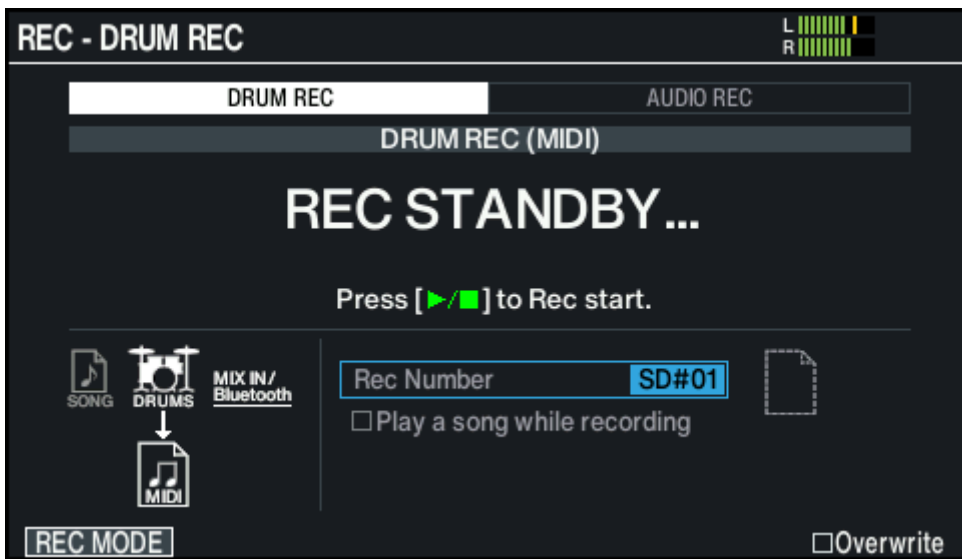 REC - DRUM REC
L
R
DRUM REC
AUDIO REC
DRUM REC (MIDI)
REC STANDBY...
Press [▶/■] to Rec start.
SONG
DRUMS
MIX IN/
Bluetooth
MIDI
Rec Number SD#01
□Play a song while recording
REC MODE
□Overwrite